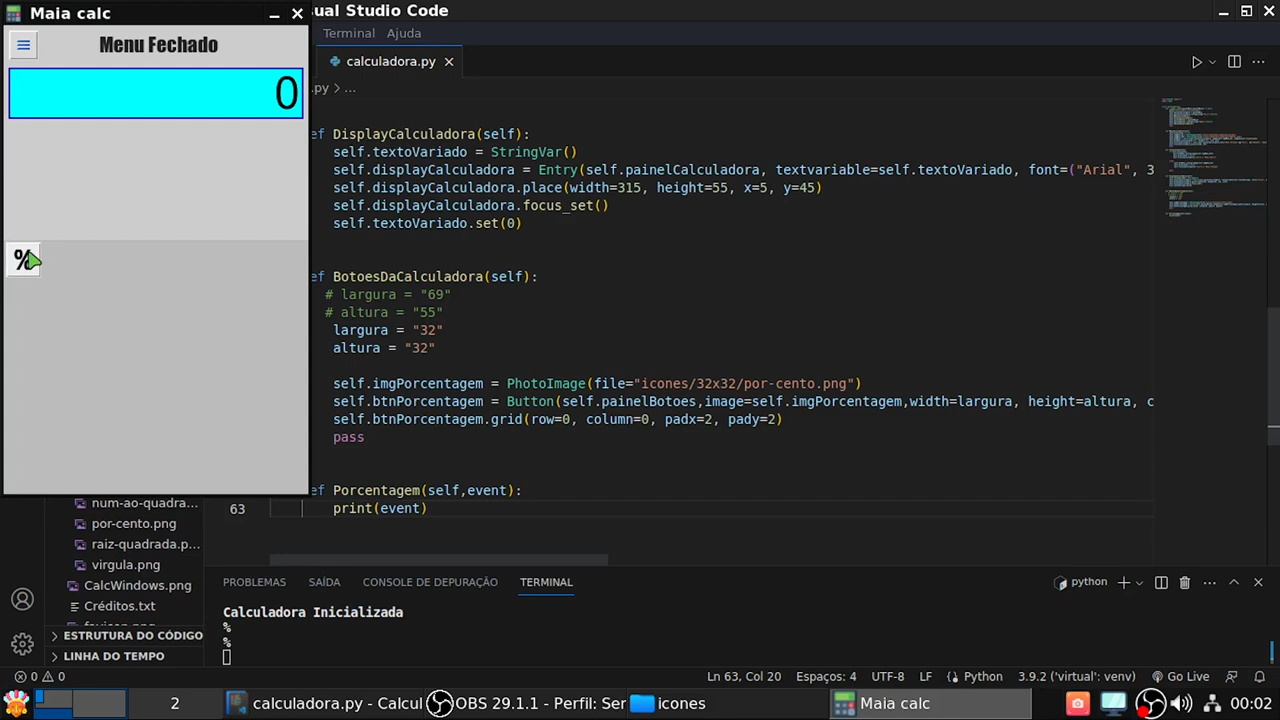 Maia calc
Menu Fechado
0
%
sual Studio Code
Terminal Ajuda
calculadora.py
.py > ...
ef DisplayCalculadora(self):
self.textoVariado = StringVar()
self.displayCalculadora = Entry(self.painelCalculadora, textvariable=self.textoVariado, font=("Arial", 3
self.displayCalculadora.place(width=315, height=55, x=5, y=45)
self.displayCalculadora.focus_set()
self.textoVariado.set(0)
ef BotoesDaCalculadora(self):
# largura = "69"
# altura = "55"
largura = "32"
altura = "32"
self.imgPorcentagem = PhotoImage(file="icones/32x32/por-cento.png")
self.btnPorcentagem = Button(self.painelBotoes,image=self.imgPorcentagem,width=largura, height=altura, c
self.btnPorcentagem.grid(row=0, column=0, padx=2, pady=2)
pass
ef Porcentagem(self,event):
63 print(event)
num-ao-quadra...
por-cento.png
raiz-quadrada.p...
virgula.png
CalcWindows.png
Créditos.txt
ESTRUTURA DO CÓDIGO
LINHA DO TEMPO
PROBLEMAS SAÍDA CONSOLE DE DEPURAÇÃO TERMINAL
python
Calculadora Inicializada
%
%
0 0 Ln 63, Col 20 Espaços: 4 UTF-8 LF Python 3.9.2 ('virtual': venv) Go Live
2 calculadora.py - Calcul OBS 29.1.1 - Perfil: Ser icones Maia calc 00:02